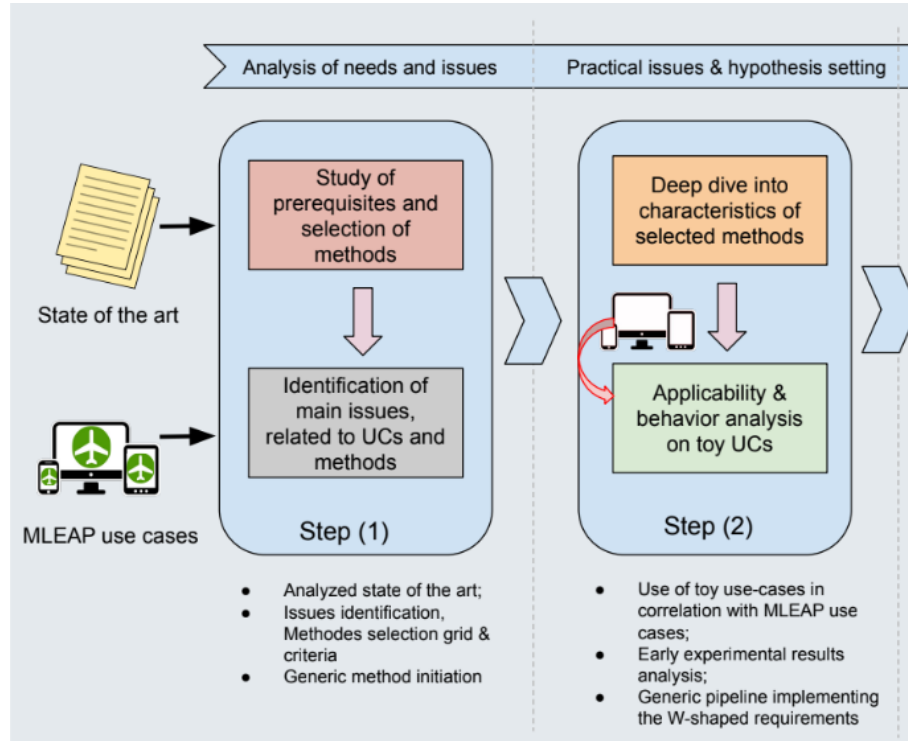 Analysis of needs and issues
Practical issues & hypothesis setting
Study of
prerequisites and
selection of
methods
State of the art
Identification of
main issues,
related to UCs and
methods
MLEAP use cases
Step (1)
● Analyzed state of the art;
● Issues identification,
Methodes selection grid &
criteria
● Generic method initiation
Deep dive into
characteristics of
selected methods
Applicability &
behavior analysis
on toy UCs
Step (2)
● Use of toy use-cases in
correlation with MLEAP use
cases;
● Early experimental results
analysis;
● Generic pipeline implementing
the W-shaped requirements